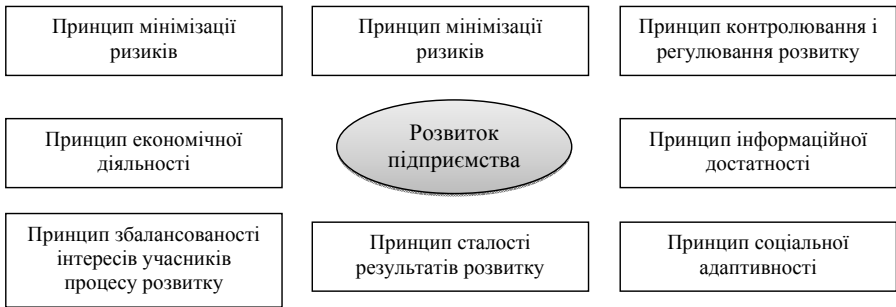 Принцип мінімізації
ризиків
Принцип мінімізації
ризиків
Принцип контролювання і
регулювання розвитку
Принцип економічної
діяльності
Розвиток
підприємства
Принцип інформаційної
достатності
Принцип збалансованості
інтересів учасників
процесу розвитку
Принцип сталості
результатів розвитку
Принцип соціальної
адаптивності